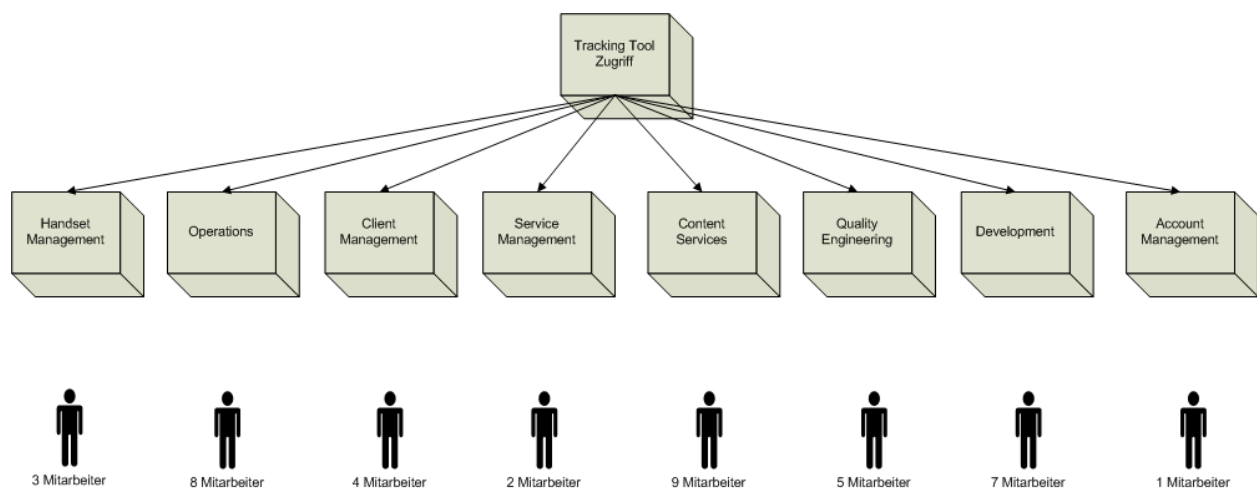 Tracking Tool
Zugriff
Handset
Management
Operations
Client
Management
Service
Management
Content
Services
Quality
Engineering
Development
Account
Management
3 Mitarbeiter
8 Mitarbeiter
4 Mitarbeiter
2 Mitarbeiter
9 Mitarbeiter
5 Mitarbeiter
7 Mitarbeiter
1 Mitarbeiter